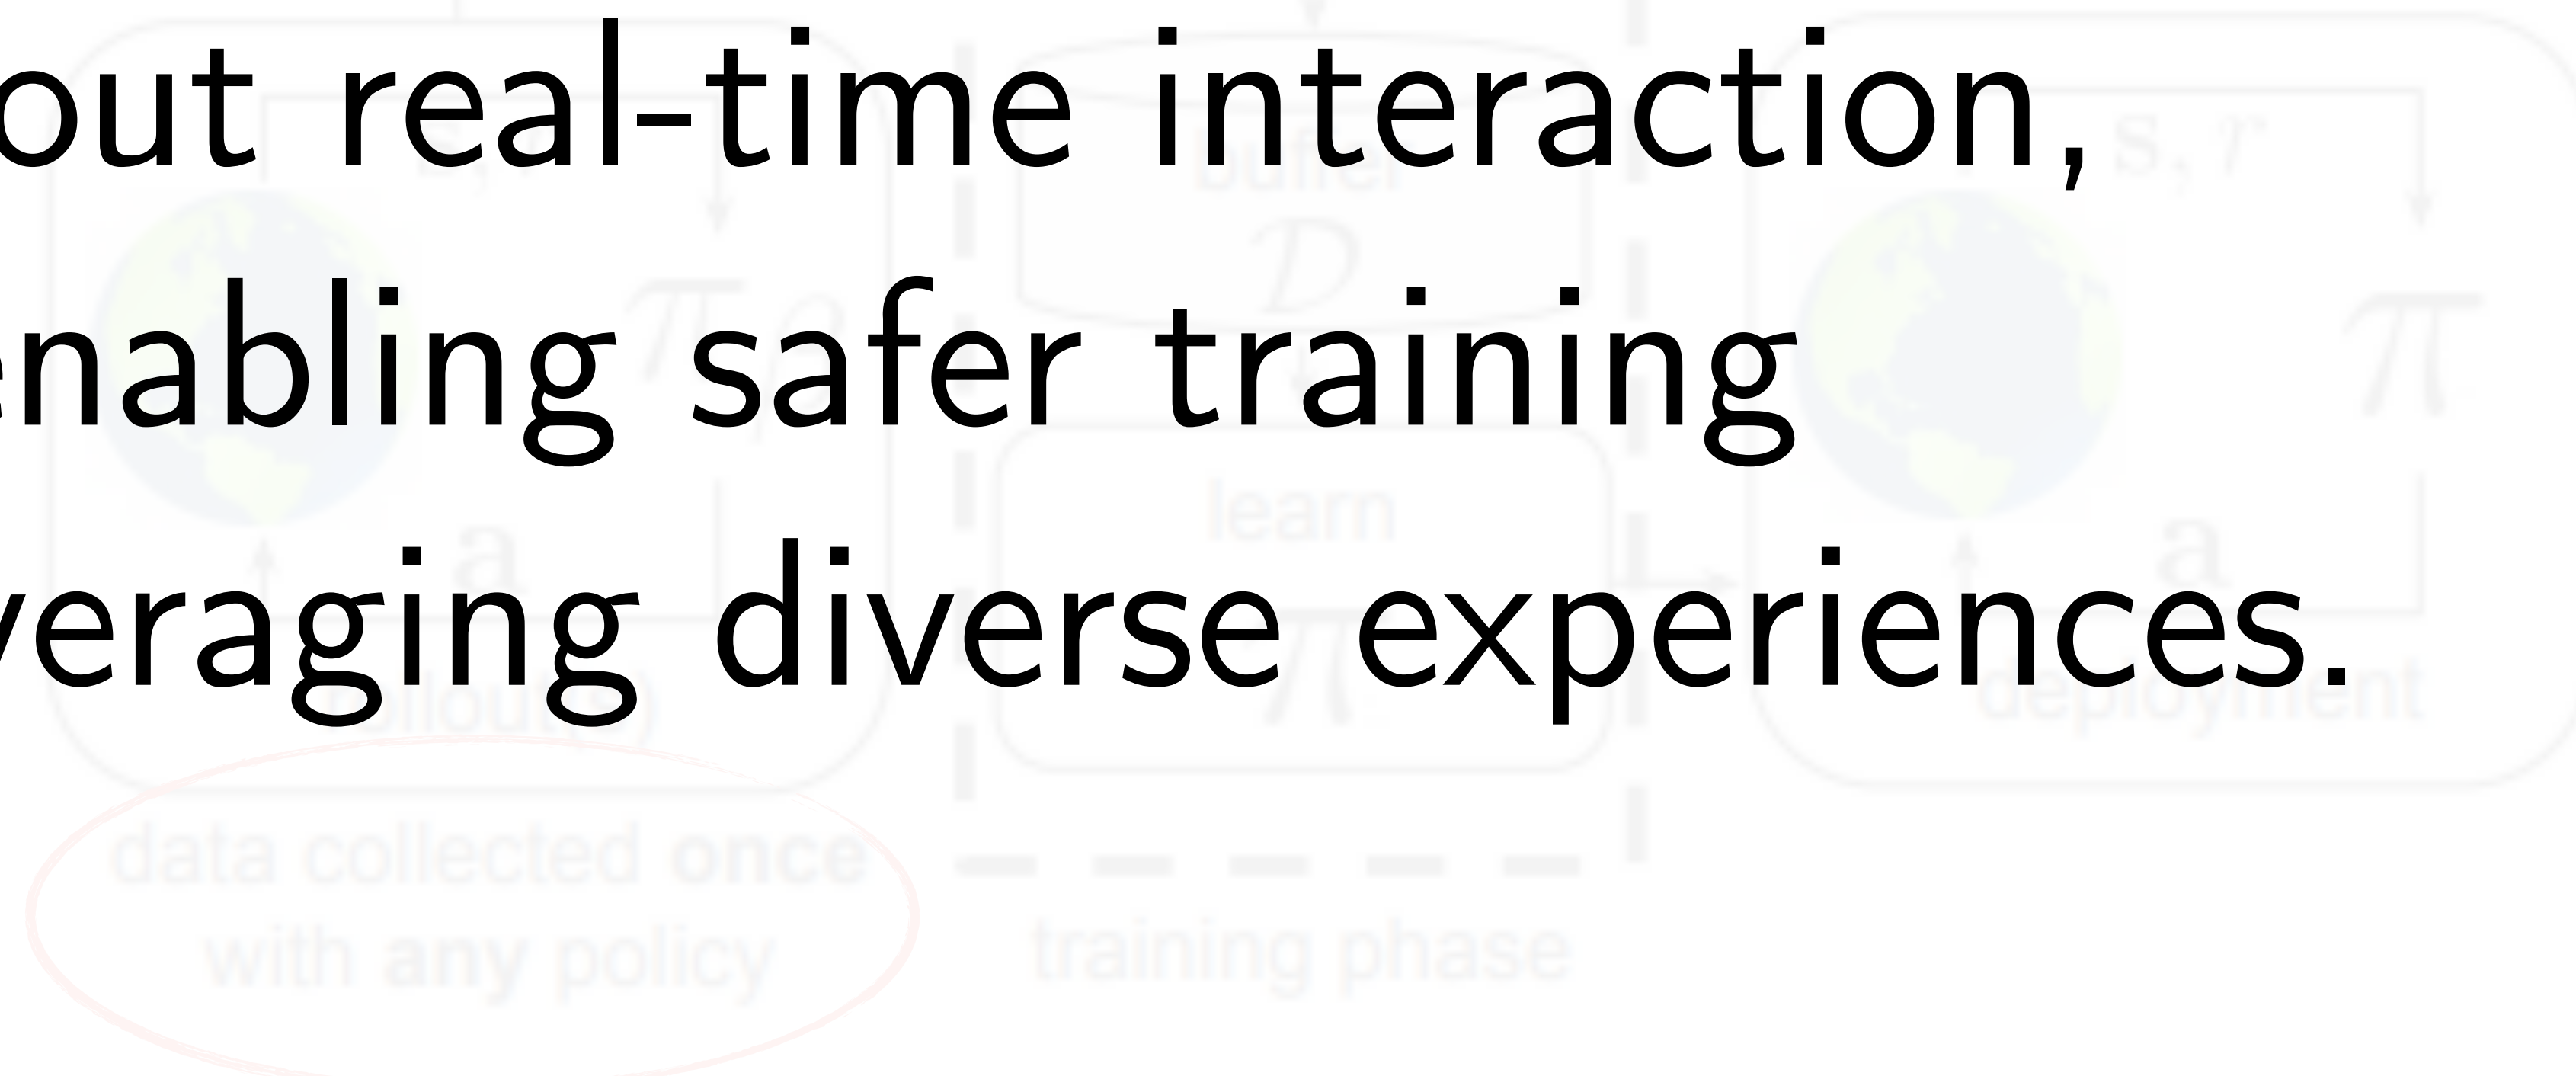 out real-time interaction,
enabling safer training
veraging diverse experiences.
s, r
s, r
buffer
D
π
π
a
learn
a
π
rollout(s)
deployment
data collected once
with any policy
training phase